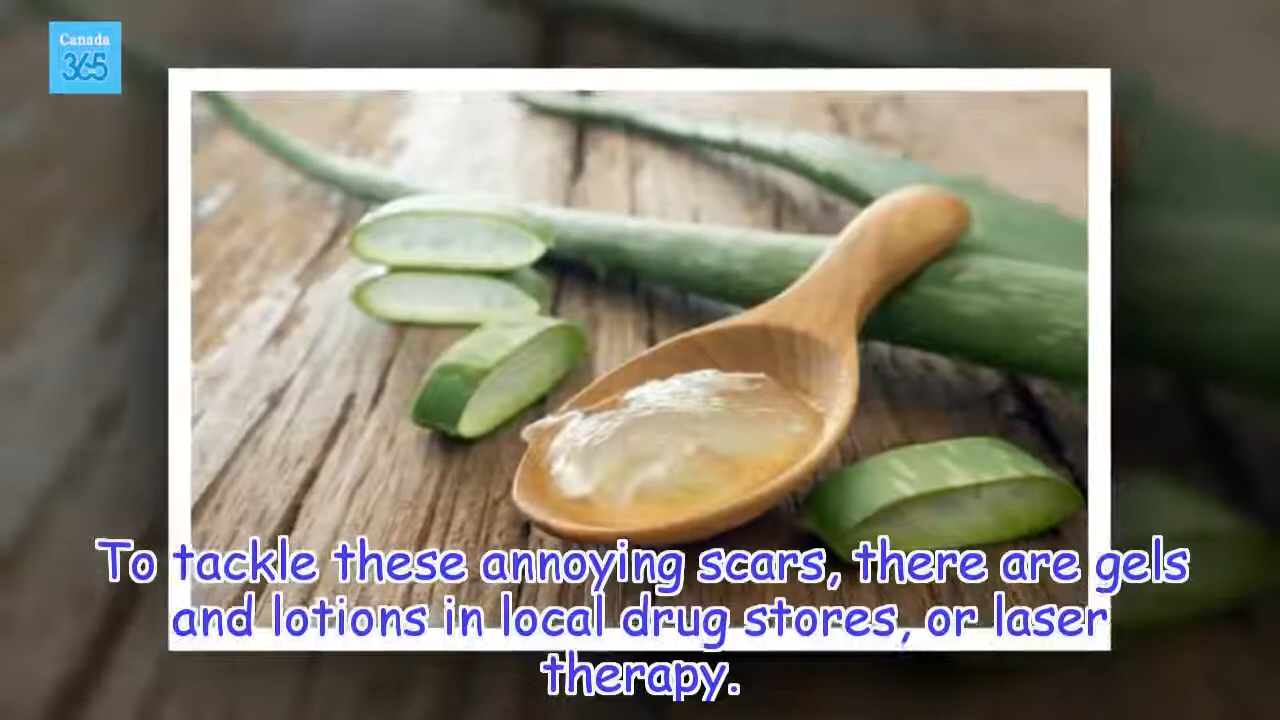 Canada
365
To tackle these annoying scars, there are gels
and lotions in local drug stores, or laser
therapy.